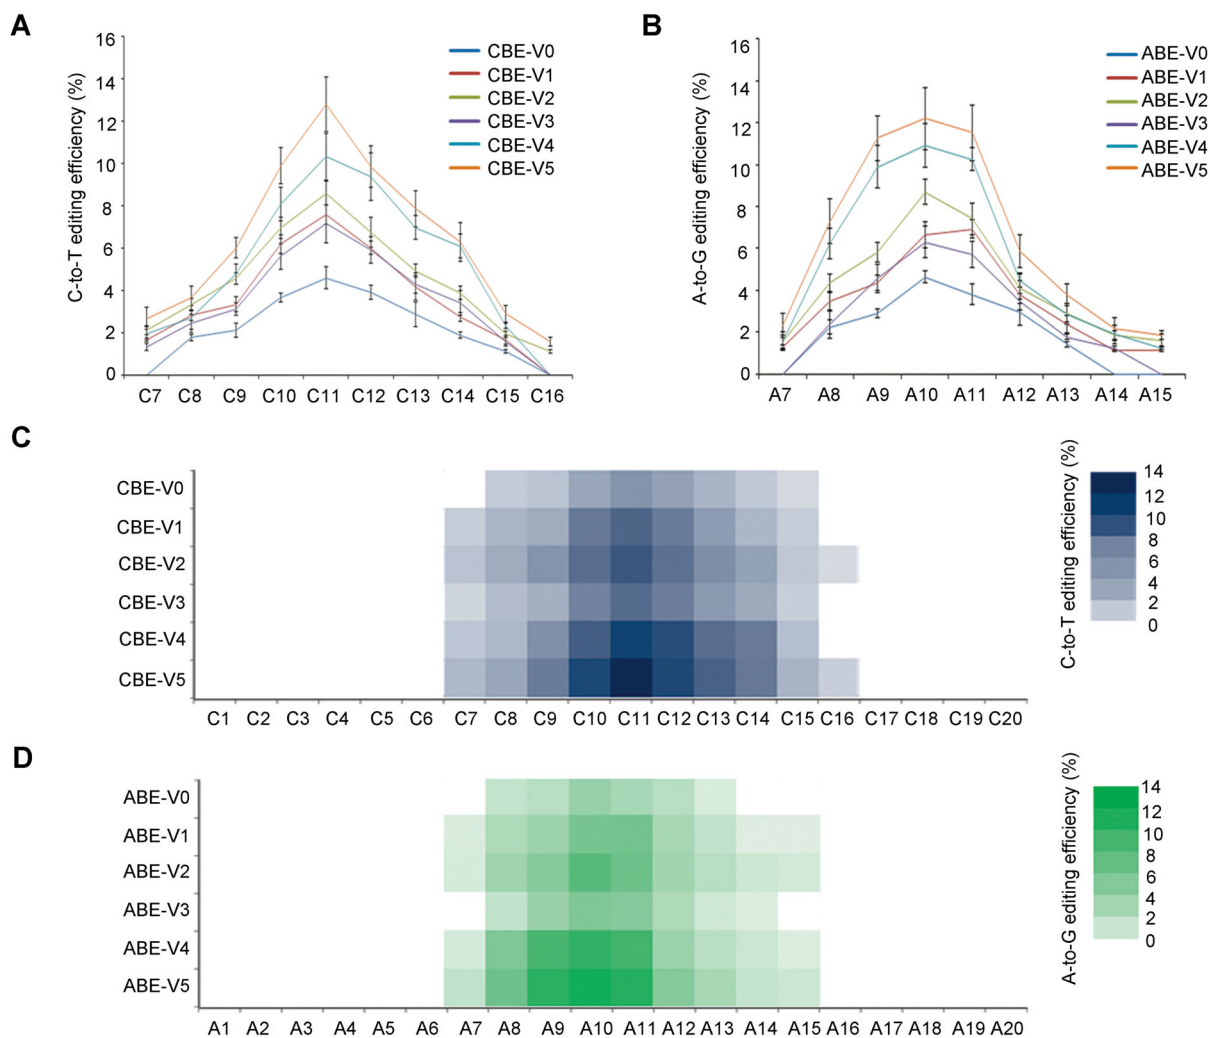 A
C-to-T editing efficiency (%)
16
14
12
10
8
6
4
2
0
C7 C8 C9 C10 C11 C12 C13 C14 C15 C16
CBE-V0
CBE-V1
CBE-V2
CBE-V3
CBE-V4
CBE-V5
B
A-to-G editing efficiency (%)
16
14
12
10
8
6
4
2
0
A7 A8 A9 A10 A11 A12 A13 A14 A15
ABE-V0
ABE-V1
ABE-V2
ABE-V3
ABE-V4
ABE-V5
C
CBE-V0
CBE-V1
CBE-V2
CBE-V3
CBE-V4
CBE-V5
C1 C2 C3 C4 C5 C6 C7 C8 C9 C10 C11 C12 C13 C14 C15 C16 C17 C18 C19 C20
C-to-T editing efficiency (%)
14
12
10
8
6
4
2
0
D
ABE-V0
ABE-V1
ABE-V2
ABE-V3
ABE-V4
ABE-V5
A1 A2 A3 A4 A5 A6 A7 A8 A9 A10 A11 A12 A13 A14 A15 A16 A17 A18 A19 A20
A-to-G editing efficiency (%)
14
12
10
8
6
4
2
0